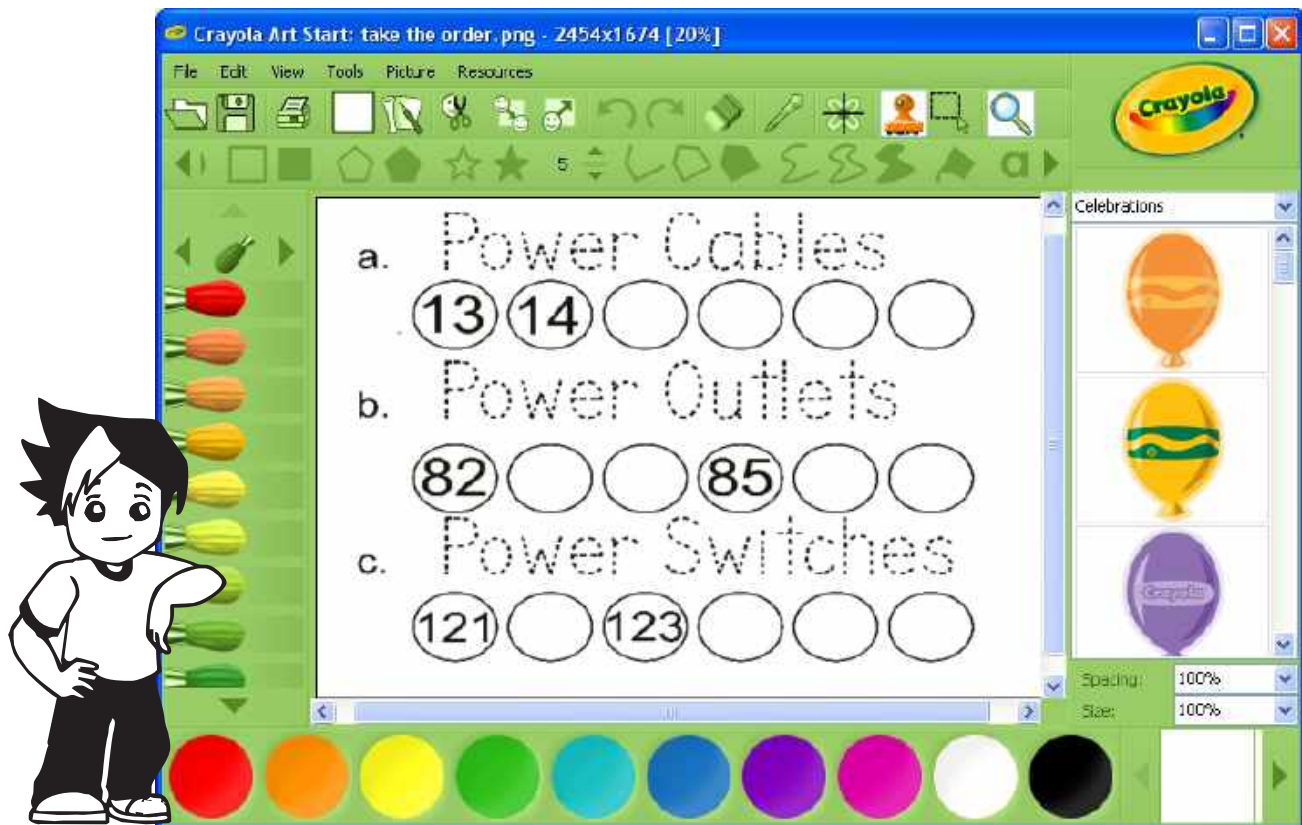 Crayola Art Start: take the order.png - 2454x1674 [20%]
File Edit View Tools Picture Resources
Crayola
5
a
Celebrations
a. Power Cables
13 14
b. Power Outlets
82 85
c. Power Switches
121 123
Crayola
Spacing: 100%
Size: 100%